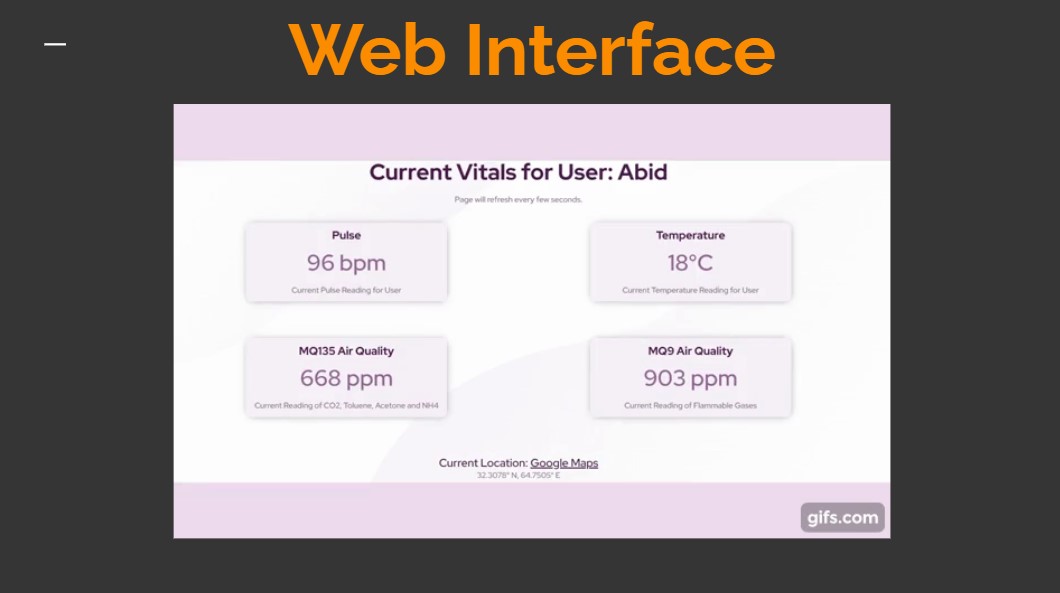 Web Interface
Current Vitals for User: Abid
Page will refresh every few seconds.
Pulse
96 bpm
Current Pulse Reading for User
Temperature
18°C
Current Temperature Reading for User
MQ135 Air Quality
668 ppm
Current Reading of CO2, Toluene, Acetone and NH4
MQ9 Air Quality
903 ppm
Current Reading of Flammable Gases
Current Location: Google Maps
32.3078° N, 64.7505° E
gifs.com